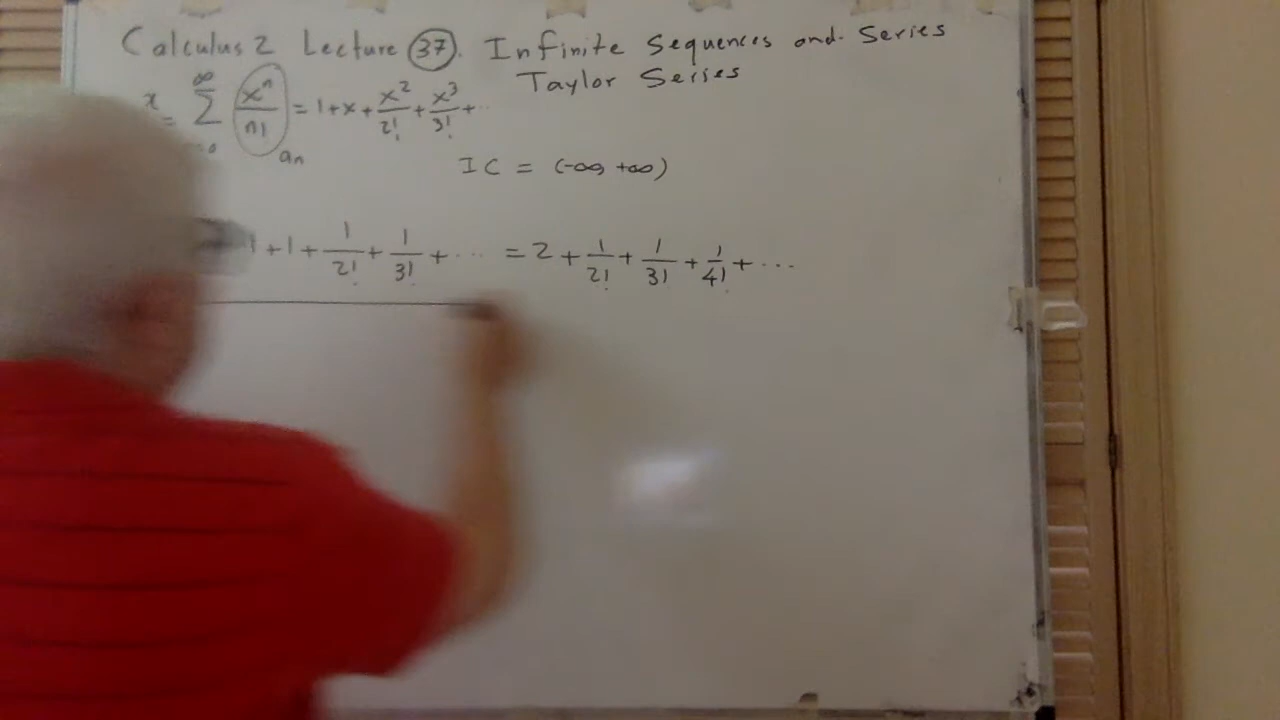 Calculus 2 Lecture 37. Infinite Sequences and Series
Taylor Series
x = ∞ Σ 0 xⁿ/n! = 1 + x + x²/2! + x³/3! + ..
aₙ
IC = (-∞, +∞)
1 + 1 + 1/2! + 1/3! + ... = 2 + 1/2! + 1/3! + 1/4! + ...